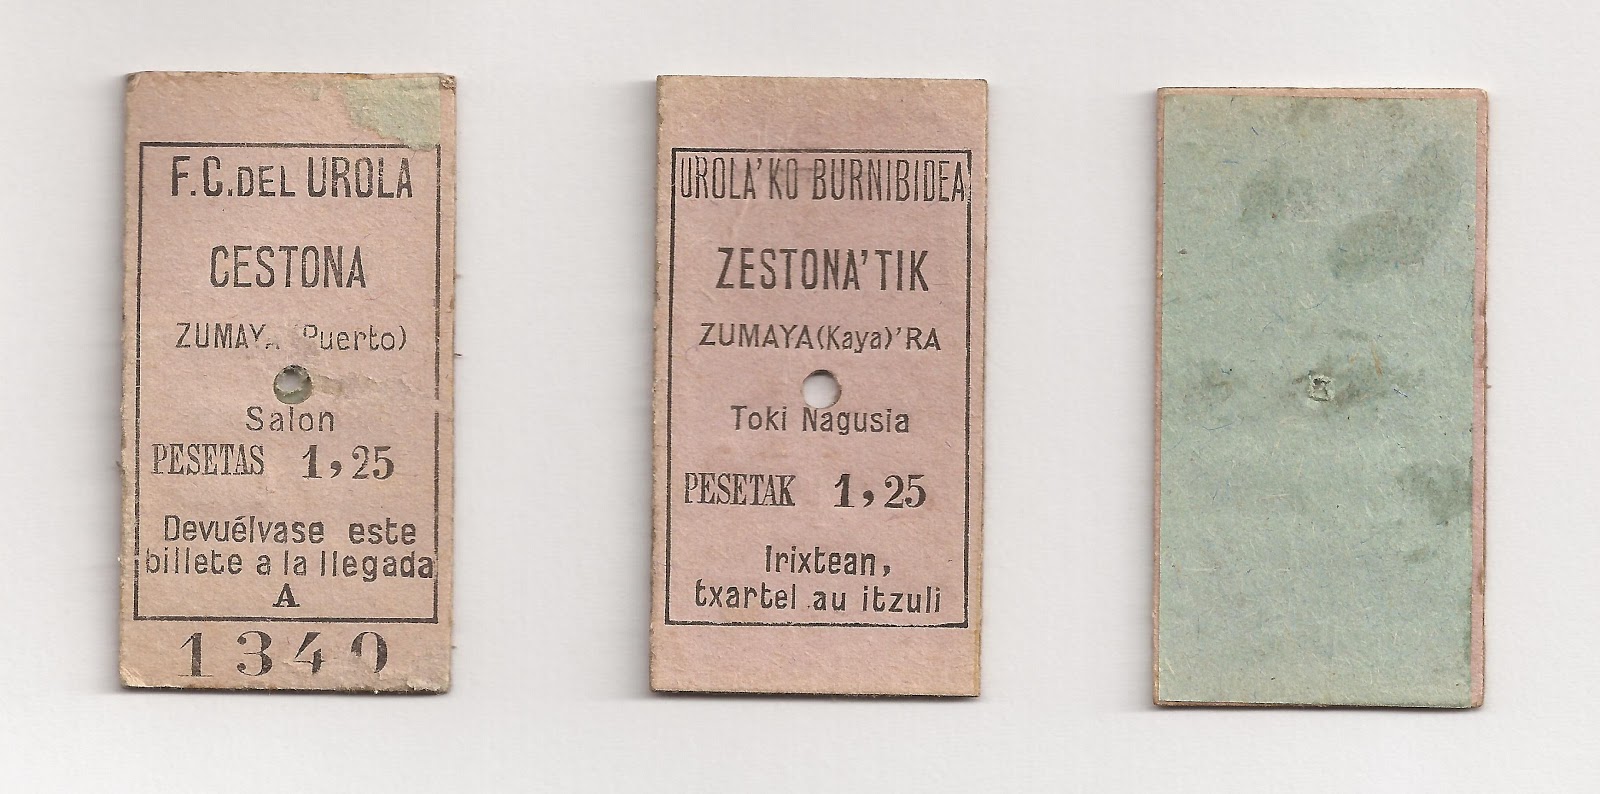 F.C. DEL UROLA
CESTONA
ZUMAYA (Puerto)
Salon
PESETAS 1,25
Devuélvase este
billete a la llegada
A
1340
UROLA'KO BURNIBIDEA
ZESTONA'TIK
ZUMAYA (Kaya)'RA
Toki Nagusia
PESETAK 1,25
Irixtean,
txartel au itzuli